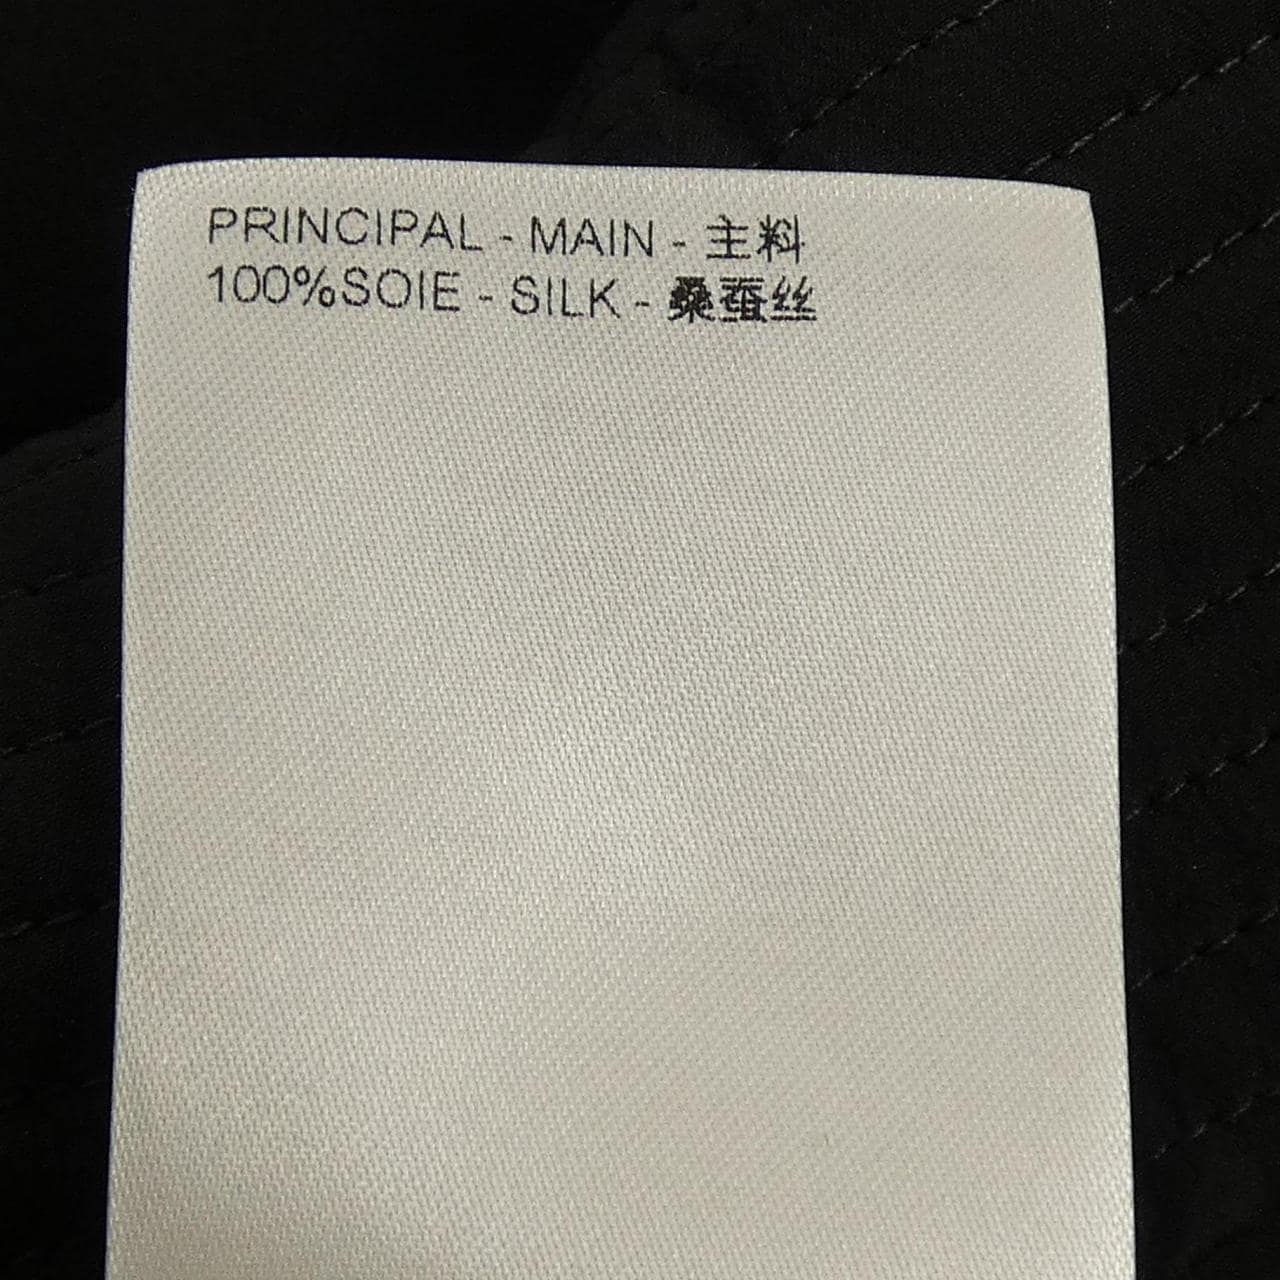 PRINCIPAL - MAIN - 主料
100%SOIE - SILK - 桑蚕丝